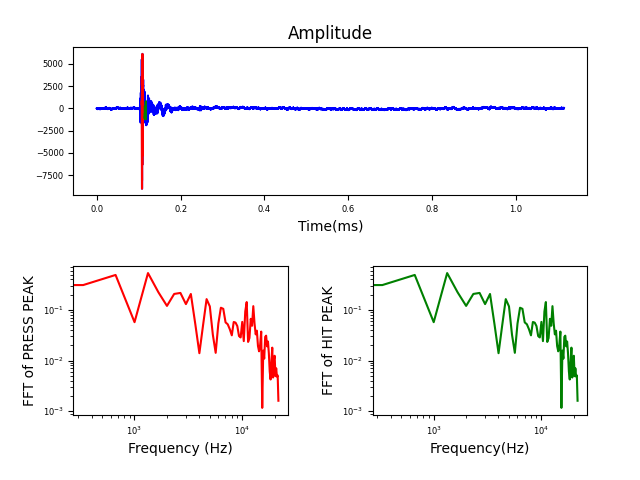 Amplitude
5000
2500
0
−2500
−5000
−7500
0.0 0.2 0.4 0.6 0.8 1.0
Time(ms)
FFT of PRESS PEAK
10⁻¹
10⁻²
10⁻³
10³ 10⁴
Frequency (Hz)
FFT of HIT PEAK
10⁻¹
10⁻²
10⁻³
10³ 10⁴
Frequency(Hz)